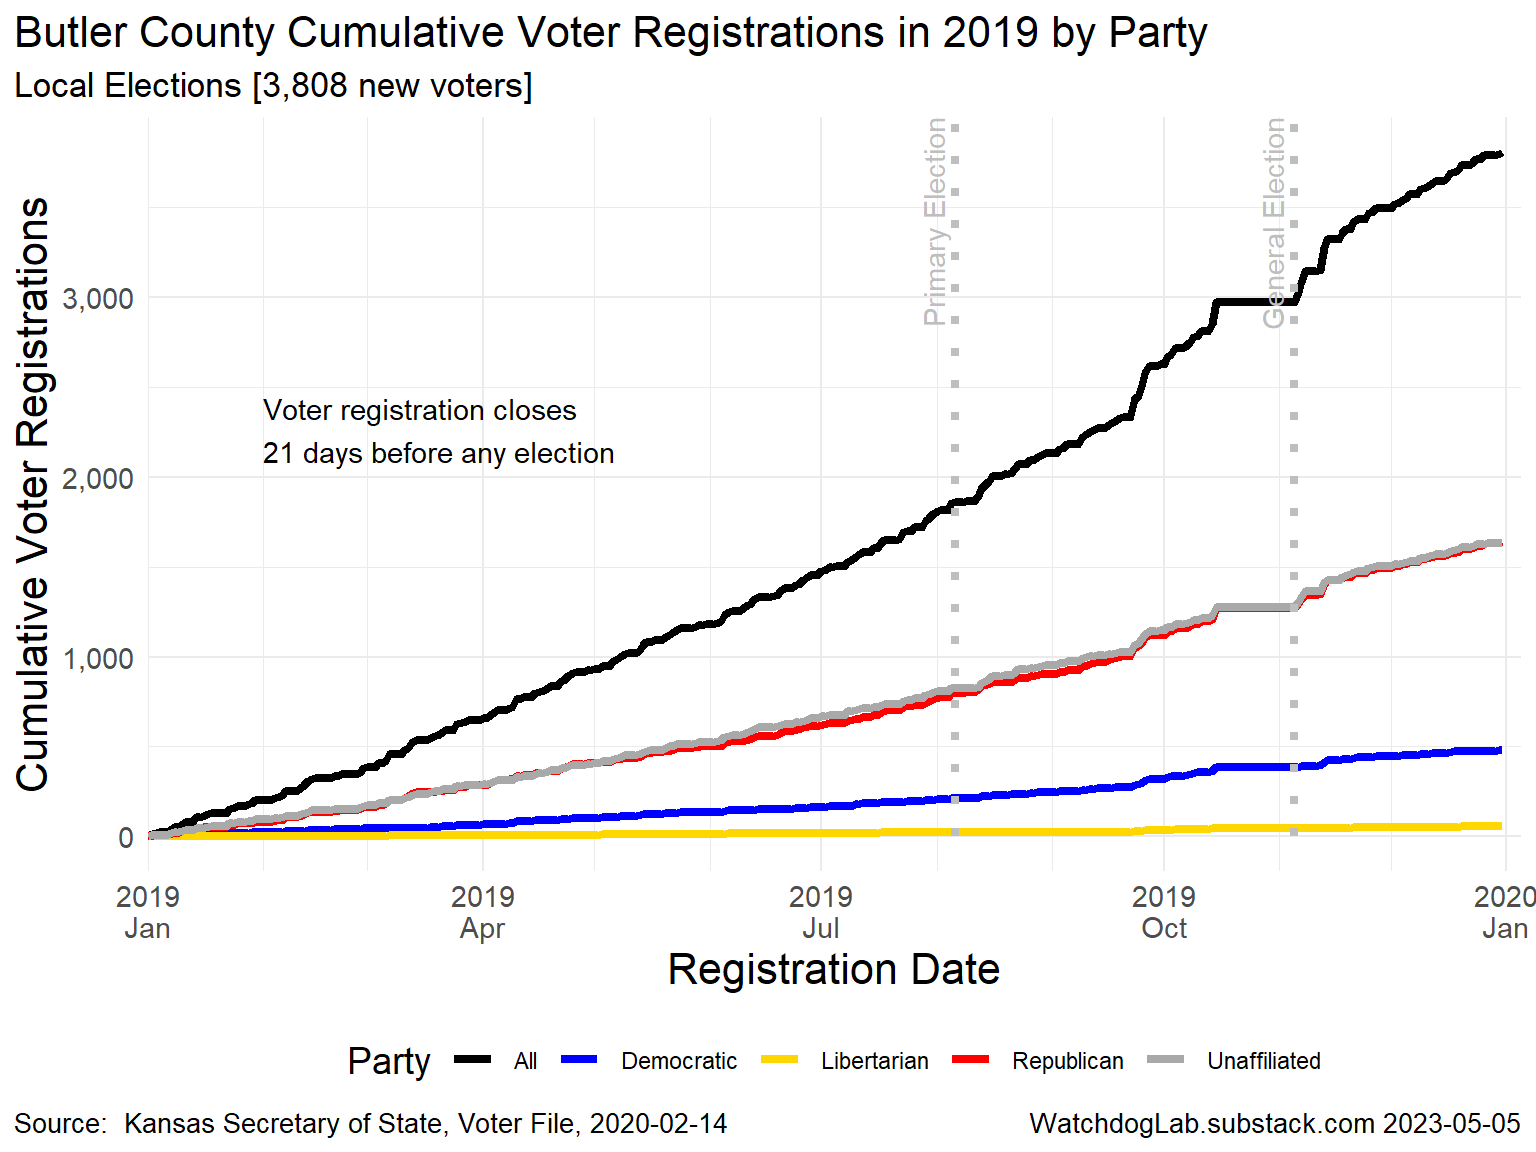 Butler County Cumulative Voter Registrations in 2019 by Party
Local Elections [3,808 new voters]
Cumulative Voter Registrations
3,000
2,000
1,000
0
Primary Election
General Election
Voter registration closes
21 days before any election
2019
Jan
2019
Apr
2019
Jul
2019
Oct
2020
Jan
Registration Date
Party All Democratic Libertarian Republican Unaffiliated
Source:  Kansas Secretary of State, Voter File, 2020-02-14
WatchdogLab.substack.com 2023-05-05